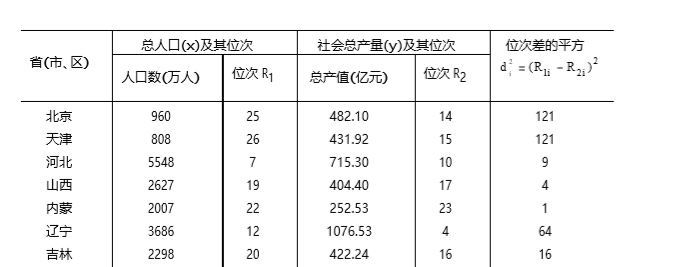 总人口(x)及其位次 社会总产量(y)及其位次 位次差的平方
省(市、区) 人口数(万人) 位次 R₁ 总产值(亿元) 位次 R₂ d_i^2 = (R_{1i} − R_{2i})^2
北京 960 25 482.10 14 121
天津 808 26 431.92 15 121
河北 5548 7 715.30 10 9
山西 2627 19 404.40 17 4
内蒙 2007 22 252.53 23 1
辽宁 3686 12 1076.53 4 64
吉林 2298 20 422.24 16 16